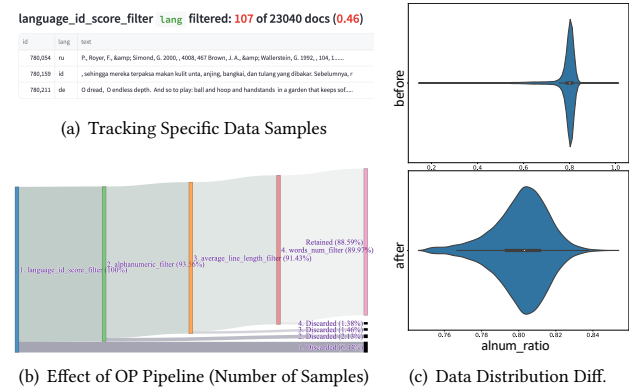 language_id_score_filter lang filtered: 107 of 23040 docs (0.46)
id lang text
780,054 ru P., Royer, F., &amp; Simond, G. 2000, , 4008, 467 Brown, J. A., &amp; Wallerstein, G. 1992, , 104, 1......
780,159 id , sehingga mereka terpaksa makan kulit unta, anjing, bangkai, dan tulang yang dibakar. Sebelumnya, r
780,211 de O dread, O endless depth. And so to play: ball and hoop and handstands in a garden that keeps sof.....
(a) Tracking Specific Data Samples
1. language_id_score_filter (100%)
2. alphanumeric_filter (93.56%)
3. average_line_length_filter (91.43%)
Retained (88.59%)
4. words_num_filter (89.97%)
4. Discarded (1.38%)
3. Discarded (1.46%)
2. Discarded (2.13%)
(b) Effect of OP Pipeline (Number of Samples)
before
0.2 0.4 0.6 0.8 1.0
after
0.76 0.80 0.84
alnum_ratio
(c) Data Distribution Diff.